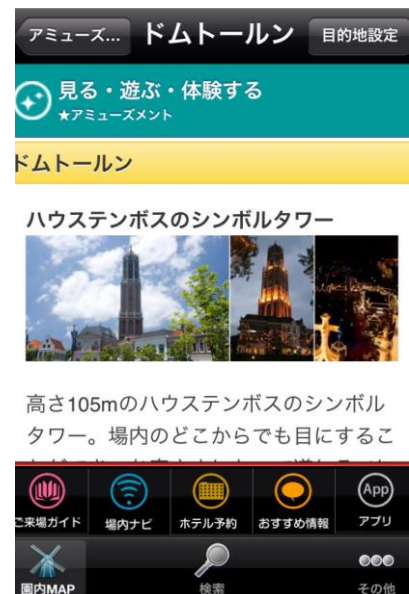 アミューズ...
ドムトールン
目的地設定
見る・遊ぶ・体験する
★アミューズメント
ドムトールン
ハウステンボスのシンボルタワー
高さ105mのハウステンボスのシンボル
タワー。場内のどこからでも目にするこ
ご来場ガイド
場内ナビ
ホテル予約
おすすめ情報
App
アプリ
園内MAP
検索
その他